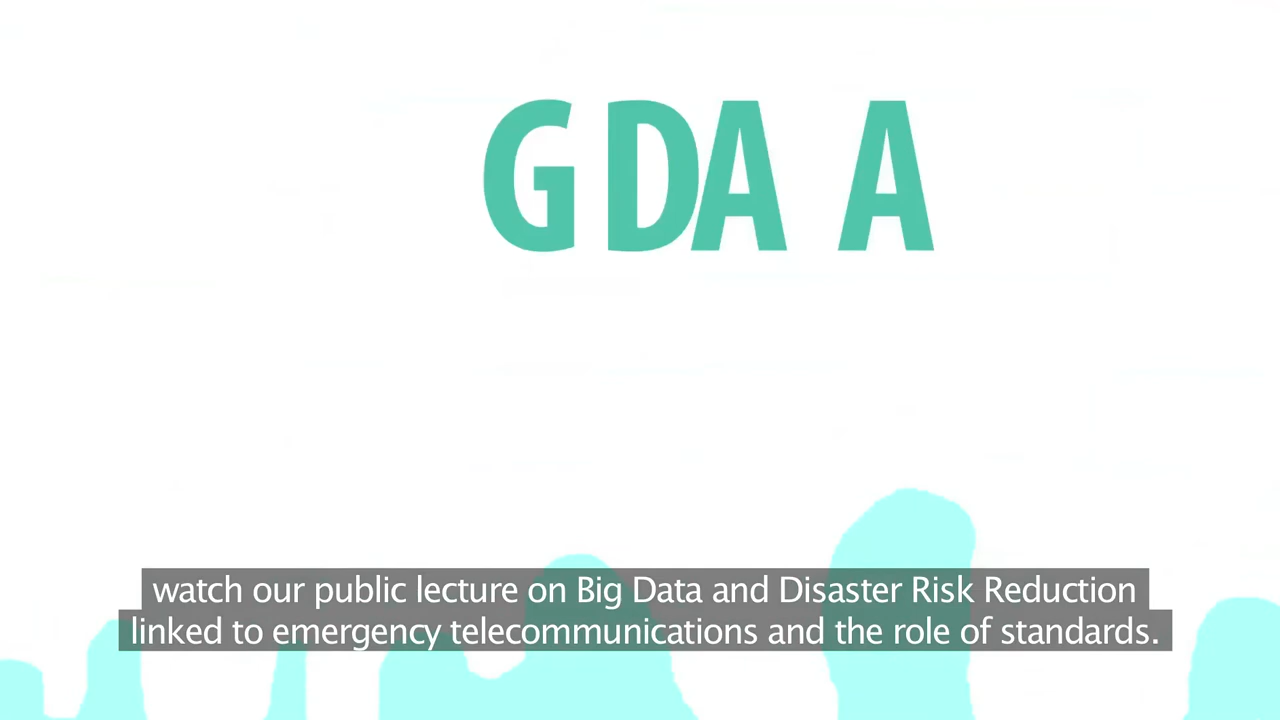 G DA A
watch our public lecture on Big Data and Disaster Risk Reduction
linked to emergency telecommunications and the role of standards.